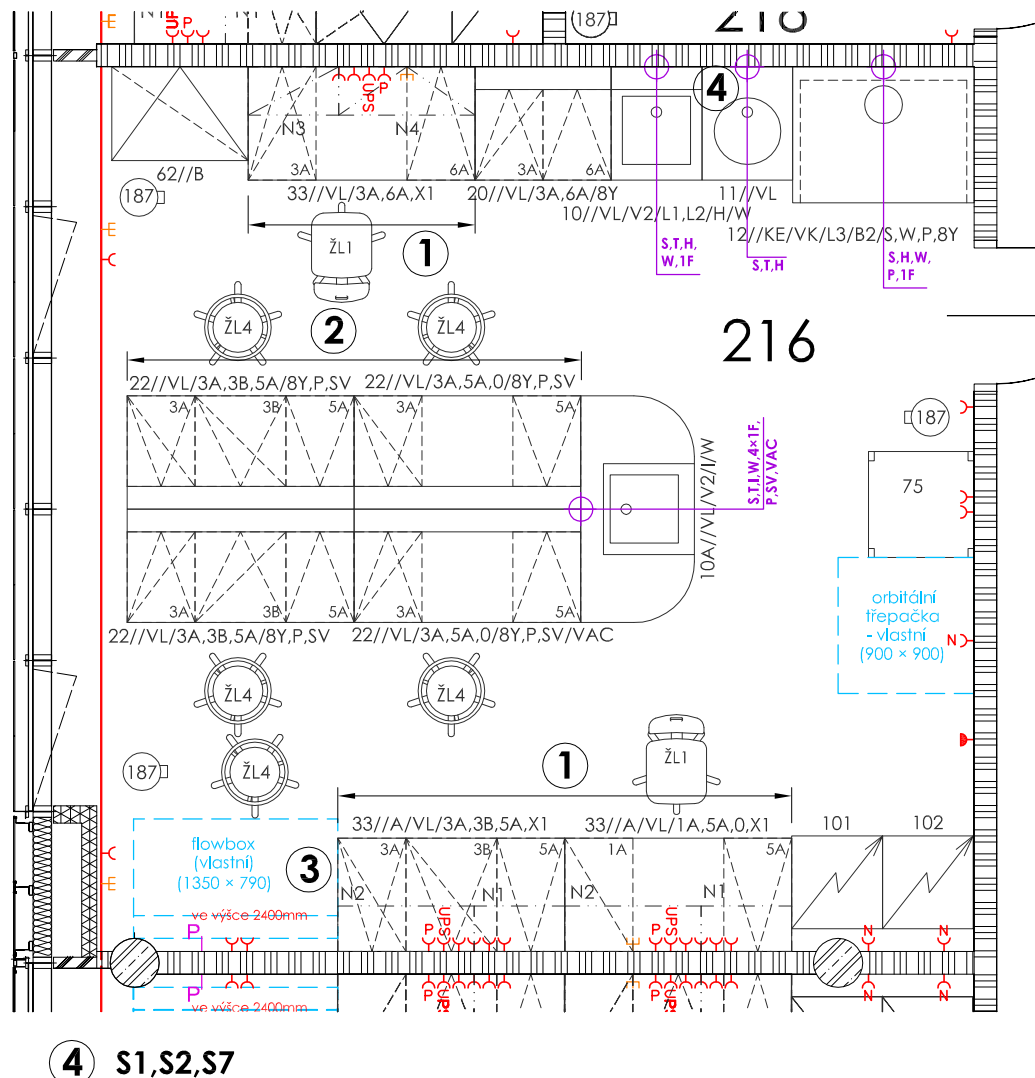 UPS
P
E
187
216
4
UPS
P
N3
N4
3A
6A
3A
6A
62//B
33//VL/3A,6A,X1
20//VL/3A,6A/8Y
11//VL
10//VL/V2/L1,L2/H/W
12//KE/VK/L3/B2/S,W,P,8Y
187
E
ŽL1
1
S,T,H,
W,1F
S,T,H
S,H,W,
P,1F
2
ŽL4
ŽL4
216
22//VL/3A,3B,5A/8Y,P,SV
22//VL/3A,5A,0/8Y,P,SV
3A
3B
5A
3A
5A
187
S,T,I,W,4×1F,
P,SV,VAC
10A//VL/V2/I/W
75
3A
3B
5A
3A
5A
22//VL/3A,3B,5A/8Y,P,SV
22//VL/3A,5A,0/8Y,P,SV/VAC
orbitální
třepačka
- vlastní
(900 × 900)
N
ŽL4
ŽL4
187
ŽL4
1
ŽL1
33//A/VL/3A,3B,5A,X1
33//A/VL/1A,5A,0,X1
101
102
flowbox
(vlastní)
(1350 × 790)
3
3A
3B
5A
1A
5A
E
N2
N1
N2
N1
ve výšce 2400mm
P
P
UPS
P
UPS
N
N
P
ve výšce 2400mm
P
UPS
P
UPS
N
N
4 S1,S2,S7